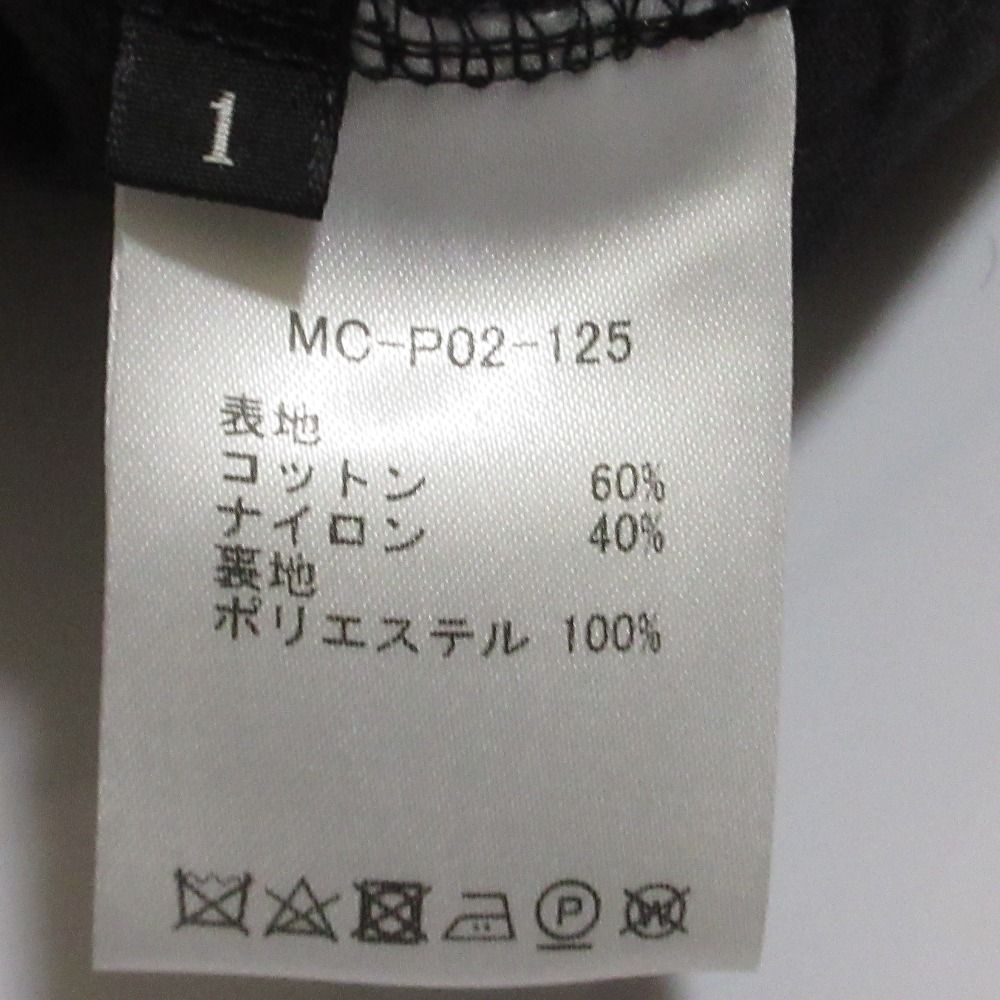 1
MC-P02-125
表地
コットン 60%
ナイロン 40%
裏地
ポリエステル 100%
P W